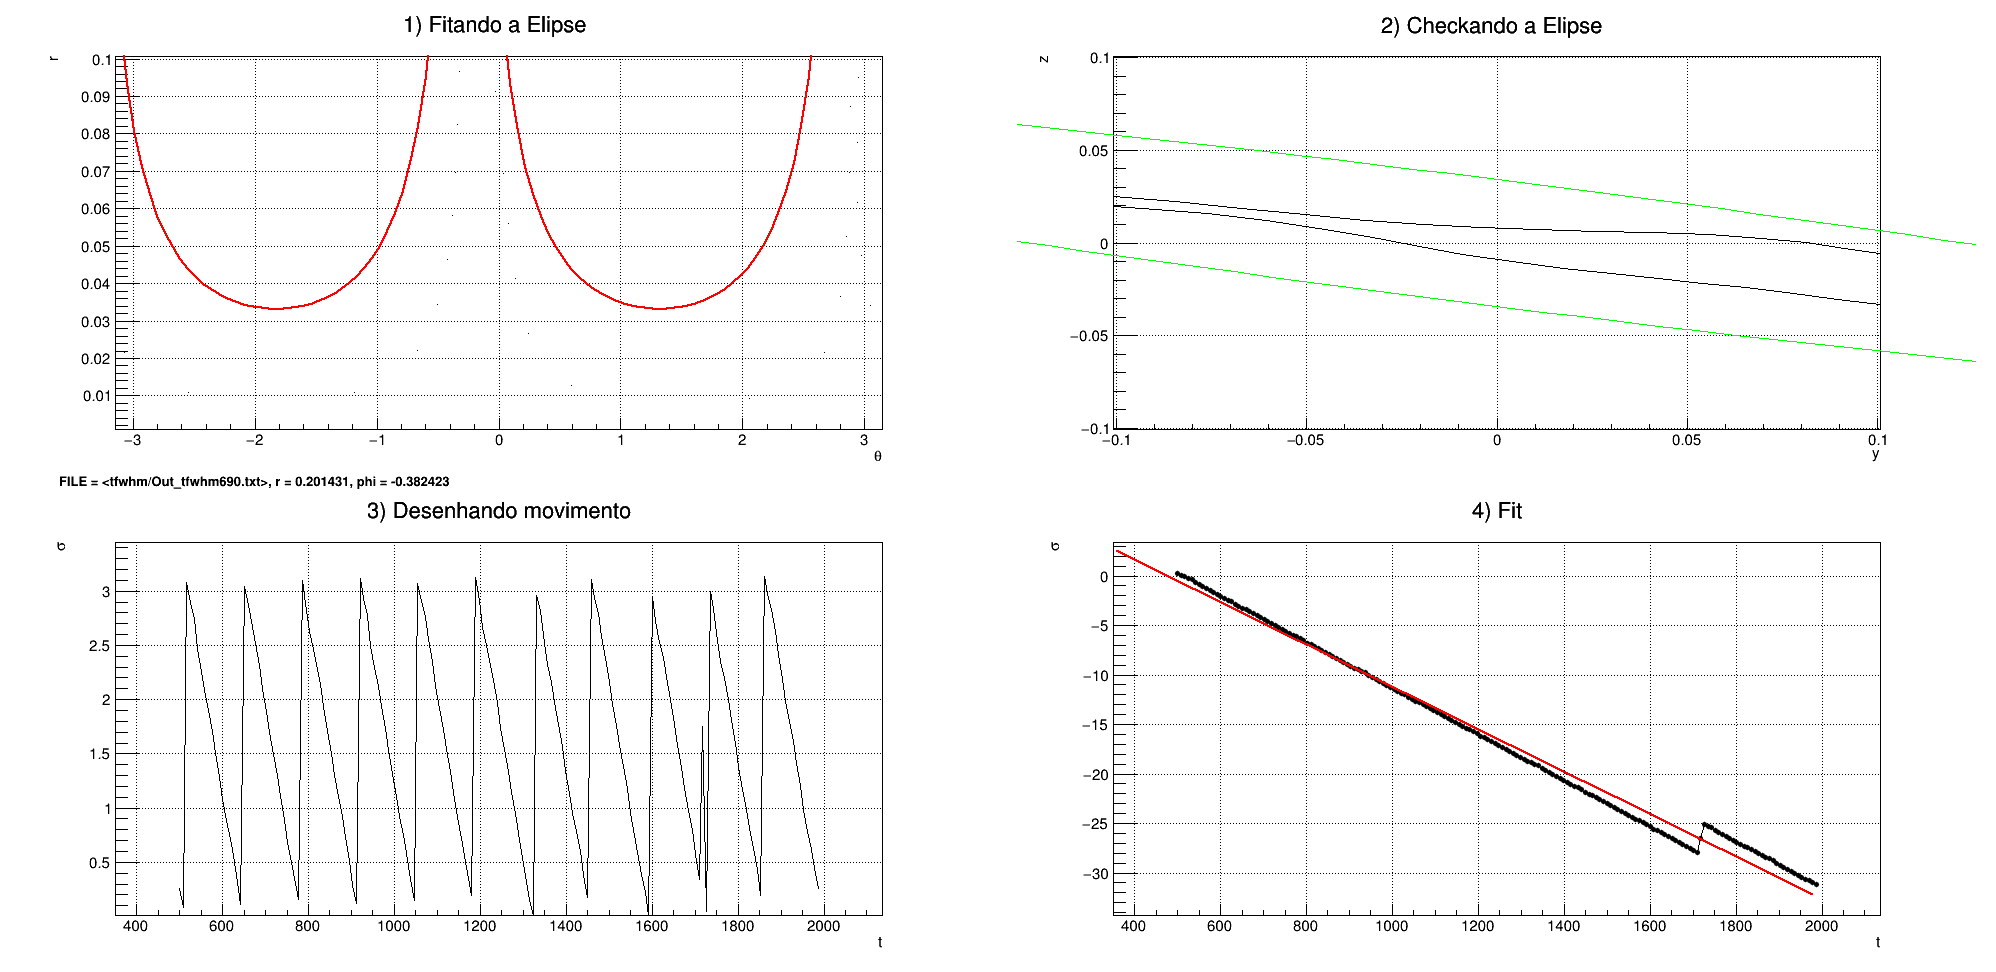 1) Fitando a Elipse
r
0.1
0.09
0.08
0.07
0.06
0.05
0.04
0.03
0.02
0.01
−3 −2 −1 0 1 2 3
θ
2) Checkando a Elipse
z
0.1
0.05
0
−0.05
−0.1
−0.1 −0.05 0 0.05 0.1
y
FILE = <tfwhm/Out_tfwhm690.txt>, r = 0.201431, phi = -0.382423
3) Desenhando movimento
σ
3
2.5
2
1.5
1
0.5
400 600 800 1000 1200 1400 1600 1800 2000
t
4) Fit
σ
0
−5
−10
−15
−20
−25
−30
400 600 800 1000 1200 1400 1600 1800 2000
t